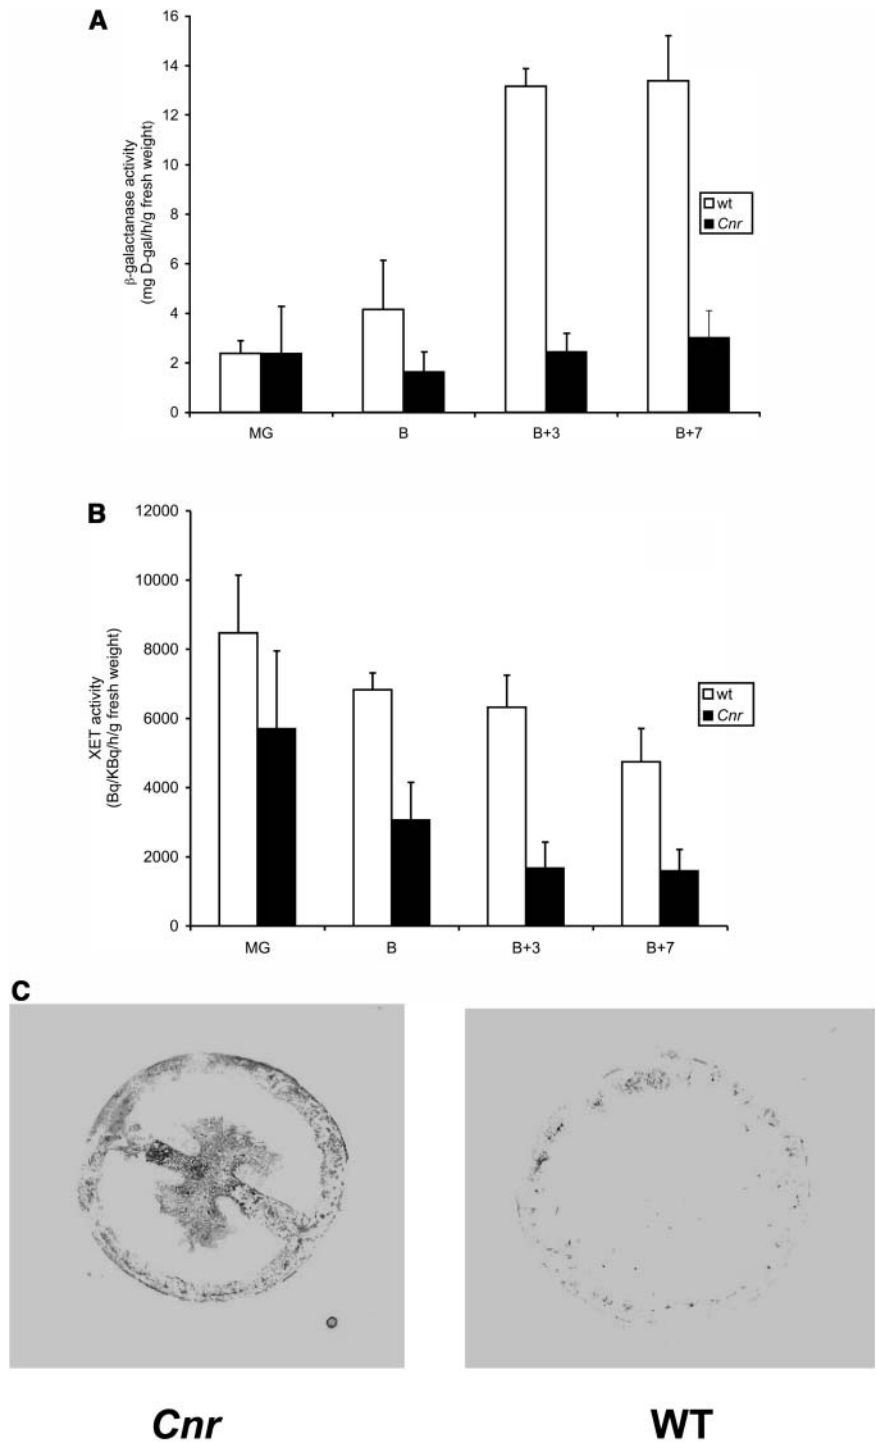 A
16
14
12
10
8
6
4
2
0
β-galactanase activity
(mg D-gal/h/g fresh weight)
wt
Cnr
MG B B+3 B+7
B
12000
10000
8000
6000
4000
2000
0
XET activity
(Bq/KBq/h/g fresh weight)
wt
Cnr
MG B B+3 B+7
C
Cnr WT